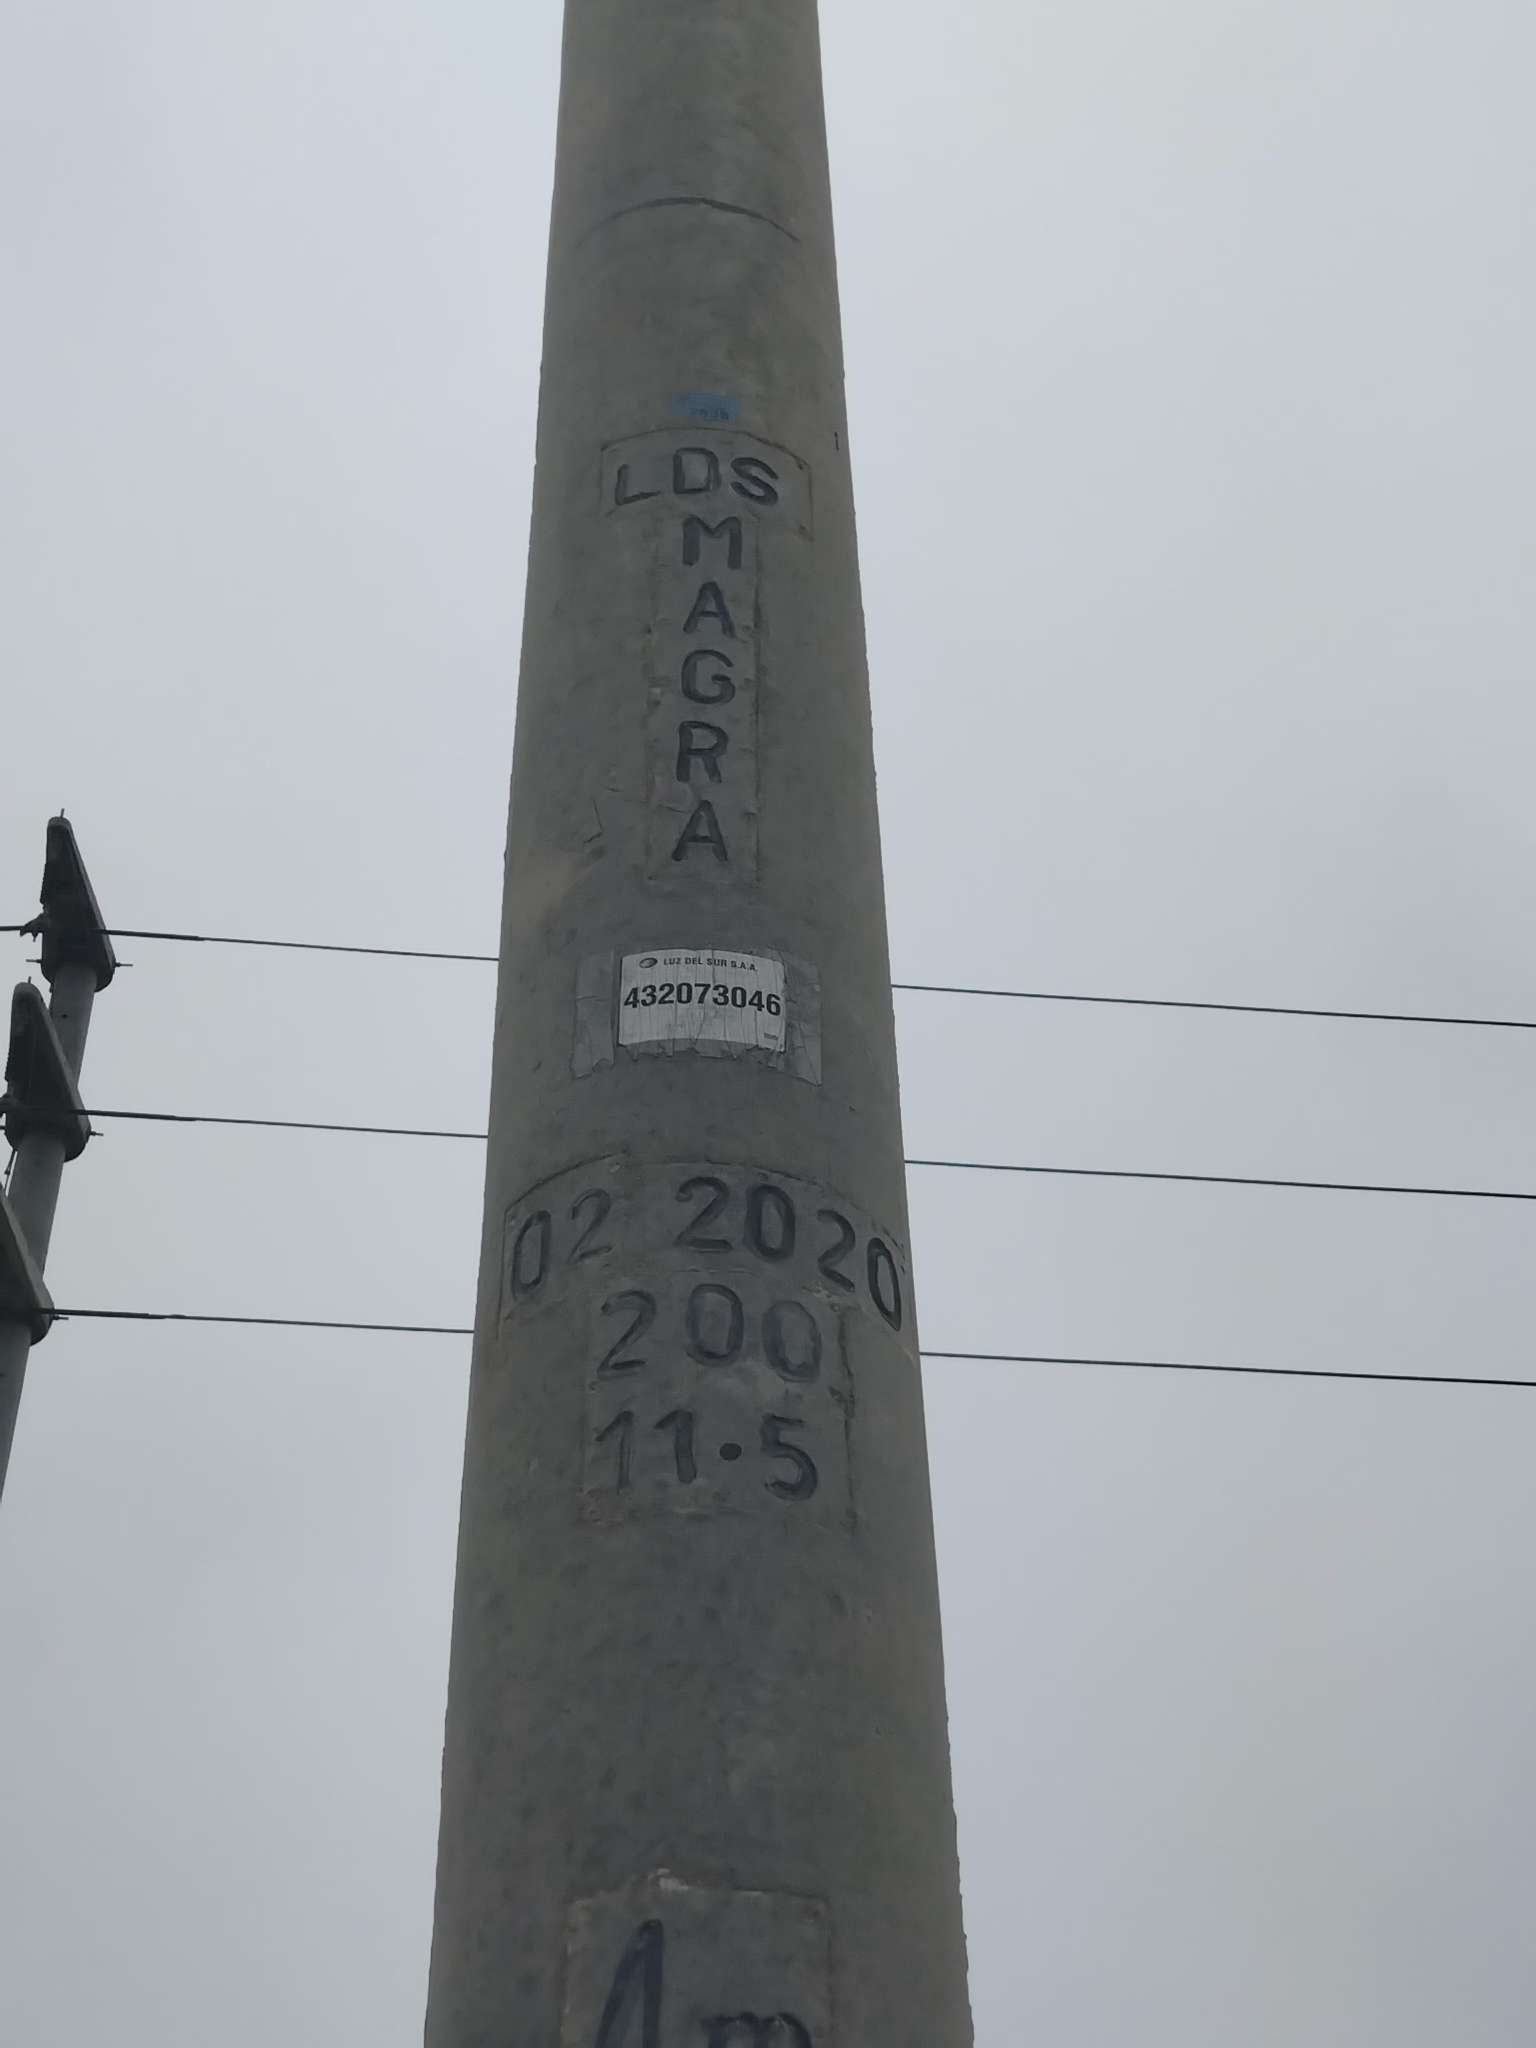 LDS
M
A
G
R
A
LUZ DEL SUR S.A.A.
432073046
02 2020
200
11.5
m